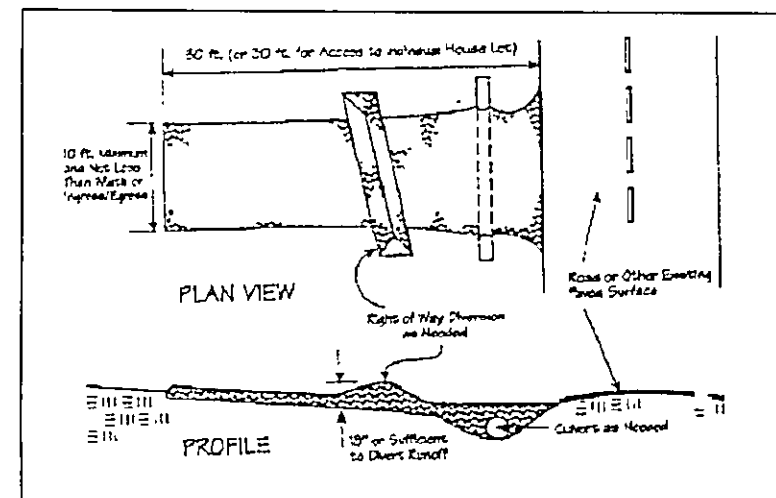 50 ft. (or 30 ft. for Access to Individual House Lot)
10 ft. Minimum
and Not Less
Than Width of
Ingress/Egress
PLAN VIEW
Right of Way Diversion
as Needed
Road or Other Existing
Paved Surface
PROFILE
18" or Sufficient
to Divert Runoff
Culvert as Needed